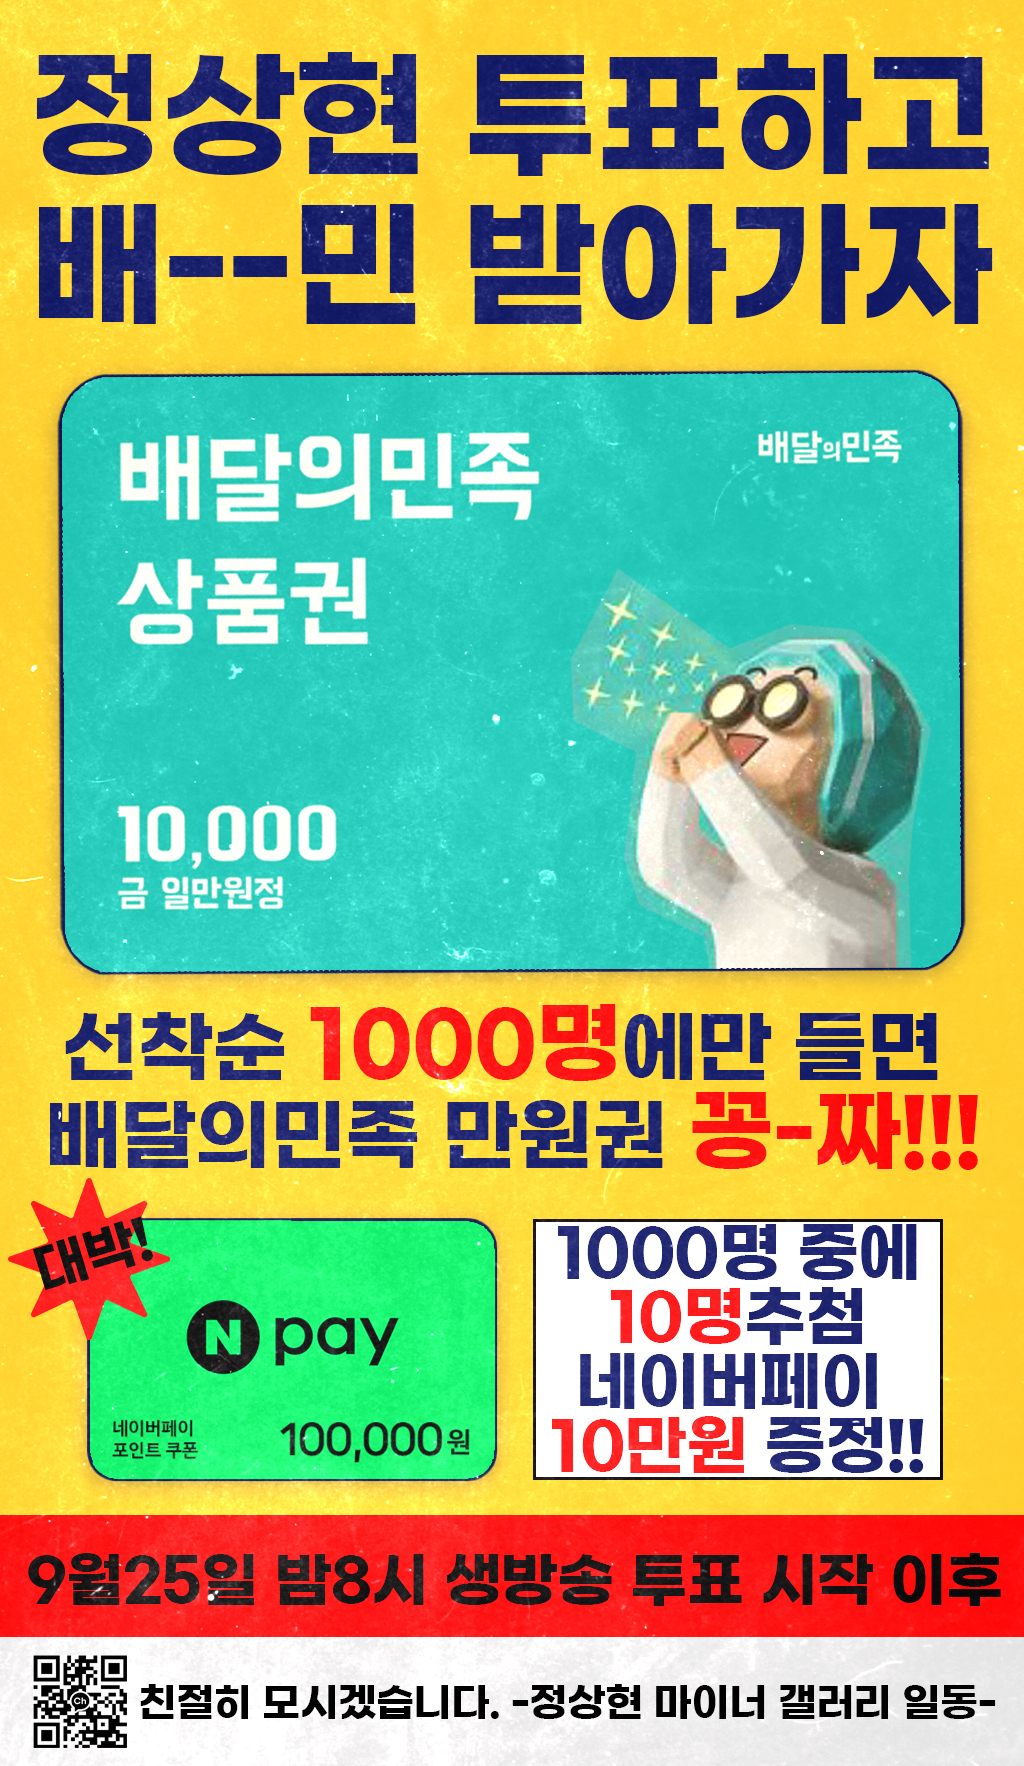 정상현 투표하고
배--민 받아가자
배달의민족
배달의민족
상품권
10,000
금 일만원정
선착순 1000명에만 들면
배달의민족 만원권 꽁-짜!!!
대박!
N pay
네이버페이
포인트 쿠폰
100,000원
1000명 중에
10명추첨
네이버페이
10만원 증정!!
9월25일 밤8시 생방송 투표 시작 이후
Ch
친절히 모시겠습니다. -정상현 마이너 갤러리 일동-